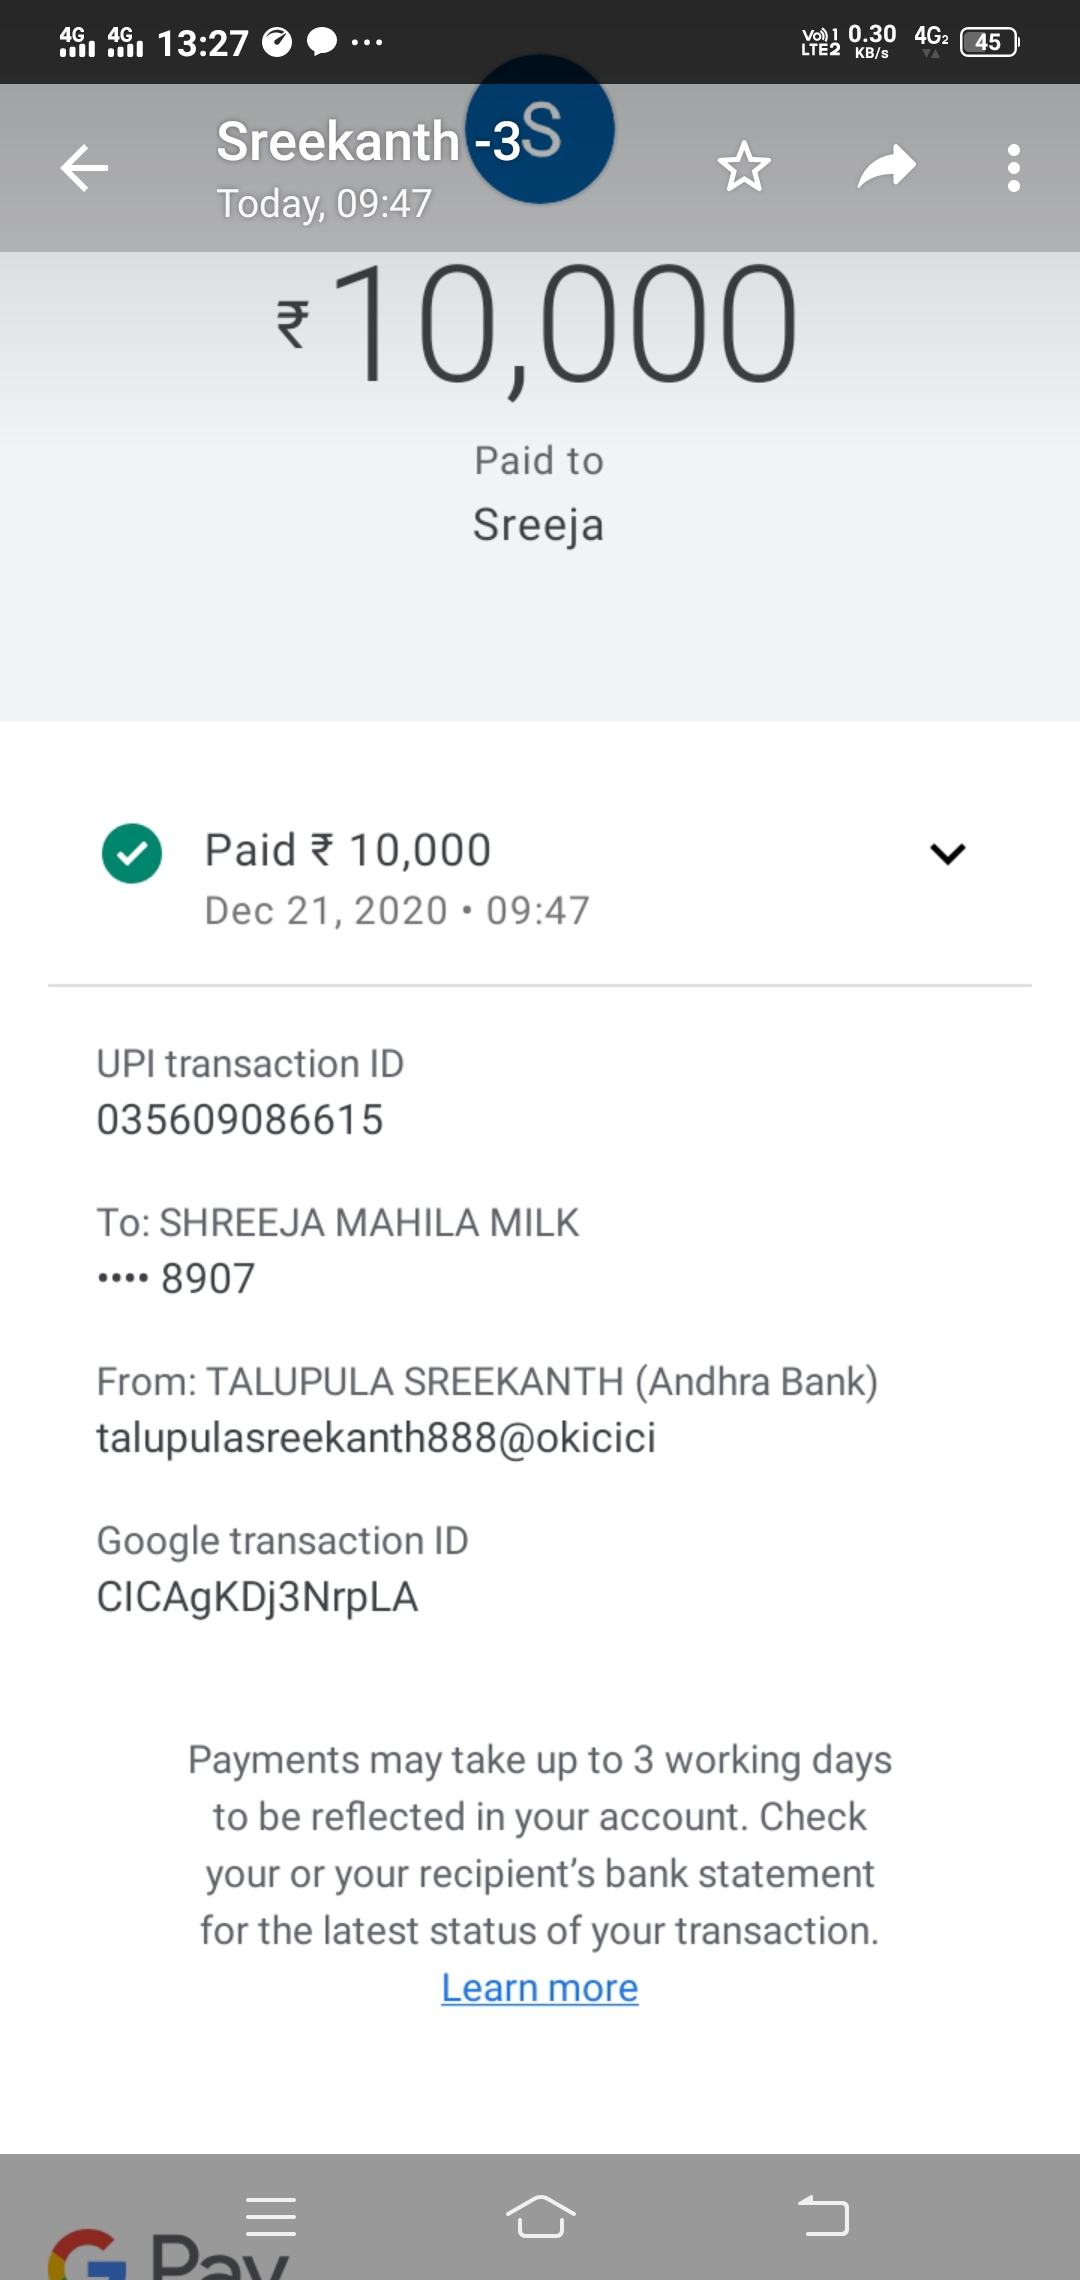 4G 4G 13:27 ... Vo)) 1 LTE2 0.30 KB/s 4G2 45
Sreekanth -3
S
Today, 09:47
₹10,000
Paid to
Sreeja
Paid ₹ 10,000
Dec 21, 2020 • 09:47
UPI transaction ID
035609086615
To: SHREEJA MAHILA MILK
•••• 8907
From: TALUPULA SREEKANTH (Andhra Bank)
talupulasreekanth888@okicici
Google transaction ID
CICAgKDj3NrpLA
Payments may take up to 3 working days
to be reflected in your account. Check
your or your recipient's bank statement
for the latest status of your transaction.
Learn more
G Pay